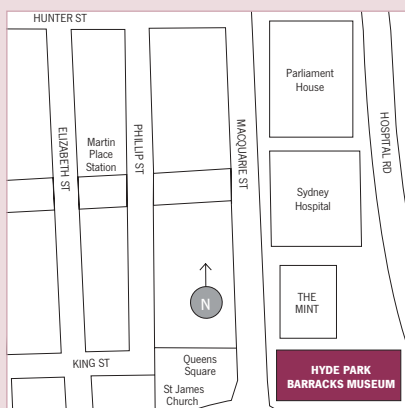 HUNTER ST
Parliament
House
ELIZABETH ST
Martin
Place
Station
PHILLIP ST
MACQUARIE ST
HOSPITAL RD
Sydney
Hospital
N
THE
MINT
KING ST
Queens
Square
St James
Church
HYDE PARK
BARRACKS MUSEUM